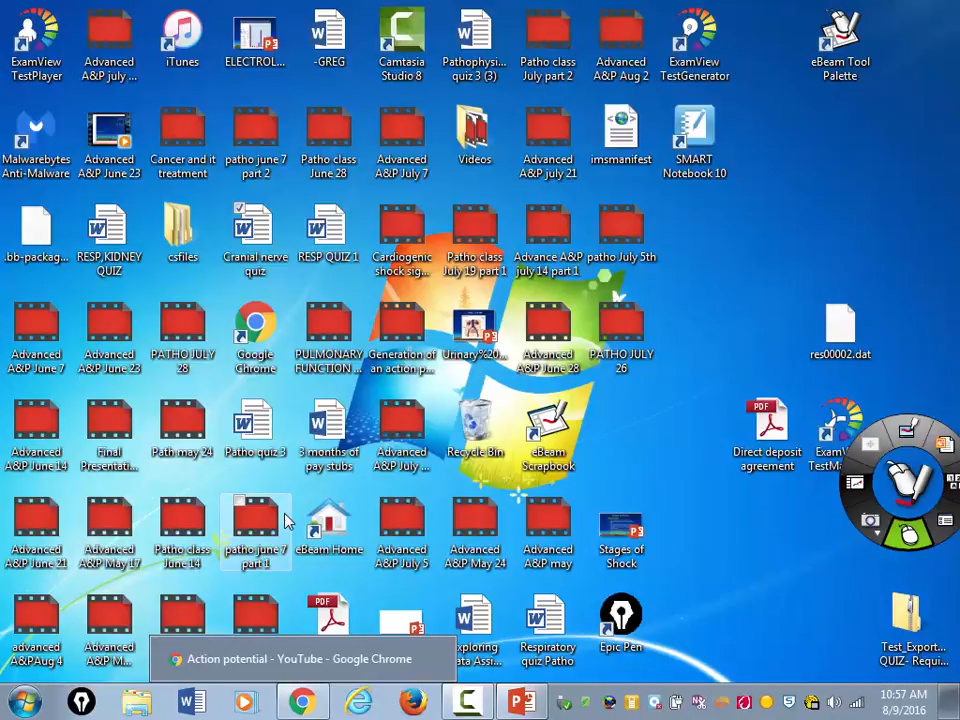 ExamView
TestPlayer
Advanced
A&P july ...
iTunes
ELECTROL...
-GREG
Camtasia
Studio 8
Pathophysi...
quiz 3 (3)
Patho class
July part 2
Advanced
A&P Aug 2
ExamView
TestGenerator
eBeam Tool
Palette
Malwarebytes
Anti-Malware
Advanced
A&P June 23
Cancer and it
treatment
patho june 7
part 2
Patho class
June 28
Advanced
A&P July 7
Videos
Advanced
A&P july 21
imsmanifest
SMART
Notebook 10
.bb-packag...
RESP,KIDNEY
QUIZ
csfiles
Cranial nerve
quiz
RESP QUIZ 1
Cardiogenic
shock sig...
Patho class
July 19 part 1
Advance A&P
july 14 part 1
patho July 5th
Advanced
A&P June 7
Advanced
A&P June 23
PATHO JULY
28
Google
Chrome
PULMONARY
FUNCTION ...
Generation of
an action p...
Urinary%20...
Advanced
A&P June 28
PATHO JULY
26
res00002.dat
Advanced
A&P June 14
Final
Presentati...
Path may 24
Patho quiz 3
3 months of
pay stubs
Advanced
A&P July ...
Recycle Bin
eBeam
Scrapbook
PDF
Direct deposit
agreement
Advanced
A&P June 21
Advanced
A&P May 17
Patho class
June 14
patho june 7
part 1
eBeam Home
Advanced
A&P July 5
Advanced
A&P May 24
Advanced
A&P may
Stages of
Shock
PDF
advanced
A&PAug 4
Advanced
A&P M...
Respiratory
quiz Patho
Epic Pen
Test_Export...
QUIZ- Requi...
Action potential - YouTube - Google Chrome
10:57 AM
8/9/2016